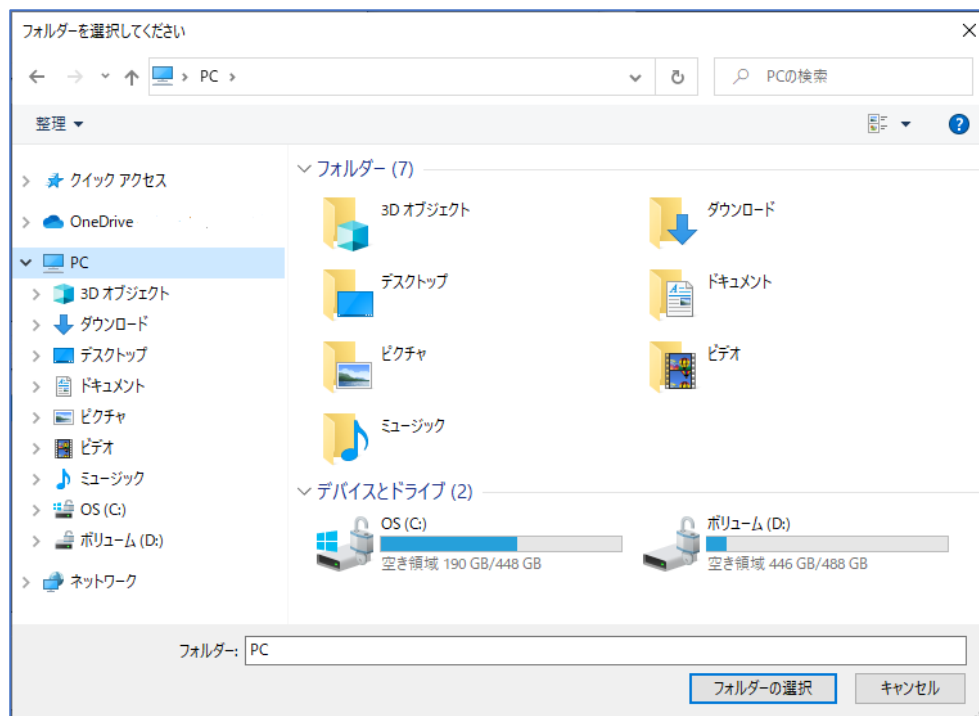 フォルダーを選択してください
PC
PCの検索
整理
クイック アクセス
OneDrive
PC
3D オブジェクト
ダウンロード
デスクトップ
ドキュメント
ピクチャ
ビデオ
ミュージック
OS (C:)
ボリューム (D:)
ネットワーク
フォルダー (7)
3D オブジェクト
ダウンロード
デスクトップ
ドキュメント
ピクチャ
ビデオ
ミュージック
デバイスとドライブ (2)
OS (C:)
空き領域 190 GB/448 GB
ボリューム (D:)
空き領域 446 GB/488 GB
フォルダー: PC
フォルダーの選択
キャンセル